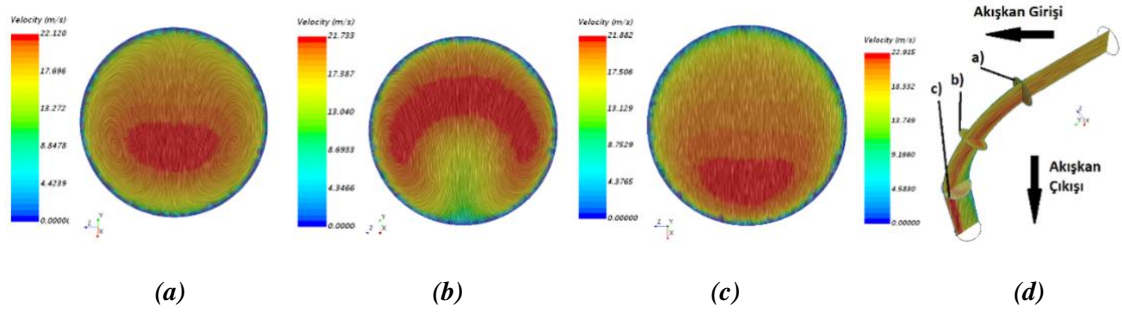 Velocity (m/s)
22.120
17.696
13.272
8.8478
4.4239
0.0000
Z Y X
Velocity (m/s)
21.733
17.387
13.040
8.6933
4.3466
0.0000
Y Z X
Velocity (m/s)
21.882
17.506
13.129
8.7529
4.3765
0.00000
Z Y X
Velocity (m/s)
22.915
18.332
13.749
9.1660
4.5830
0.00000
Akışkan Girişi
a)
b)
c)
Akışkan
Çıkışı
(a) (b) (c) (d)